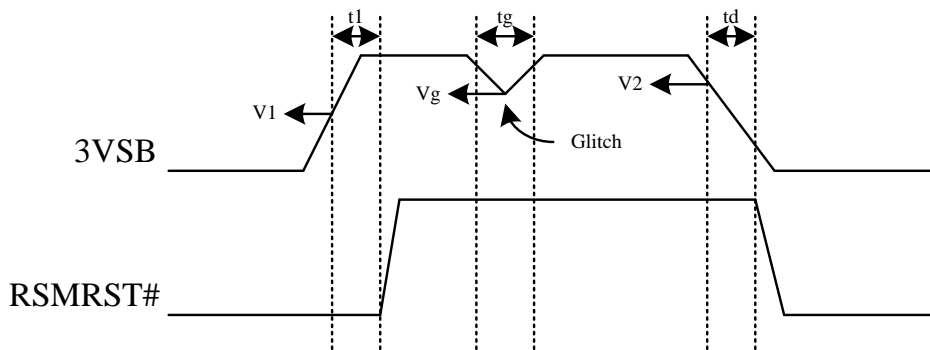 t1
tg
td
V1
Vg
V2
Glitch
3VSB
RSMRST#